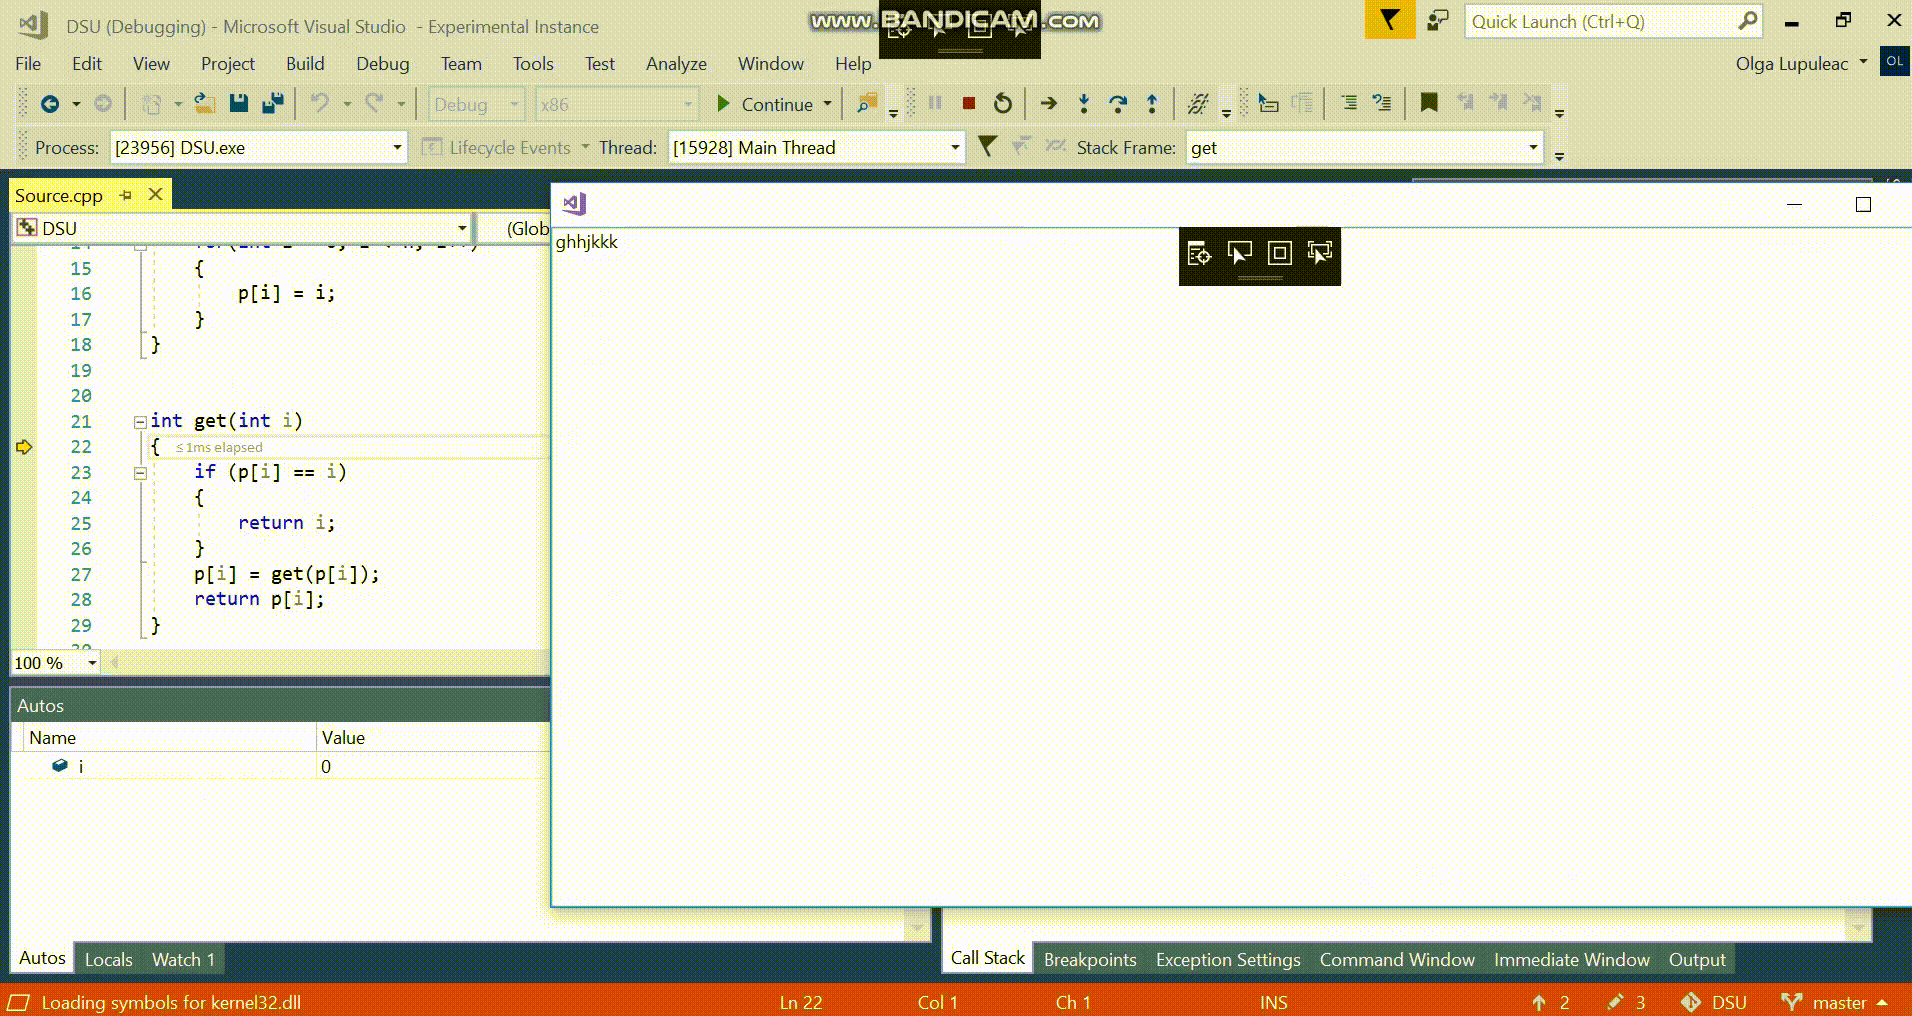 DSU (Debugging) - Microsoft Visual Studio - Experimental Instance
www.BANDICAM.com
Quick Launch (Ctrl+Q)
File Edit View Project Build Debug Team Tools Test Analyze Window Help
Olga Lupuleac OL
Debug x86 Continue
Process: [23956] DSU.exe Lifecycle Events Thread: [15928] Main Thread Stack Frame: get
Source.cpp
DSU (Glob
ghhjkkk
15 {
16 p[i] = i;
17 }
18 }
19
20
21 int get(int i)
22 { ≤1ms elapsed
23 if (p[i] == i)
24 {
25 return i;
26 }
27 p[i] = get(p[i]);
28 return p[i];
29 }
100 %
Autos
Name Value
i 0
Autos Locals Watch 1
Call Stack Breakpoints Exception Settings Command Window Immediate Window Output
Loading symbols for kernel32.dll Ln 22 Col 1 Ch 1 INS 2 3 DSU master